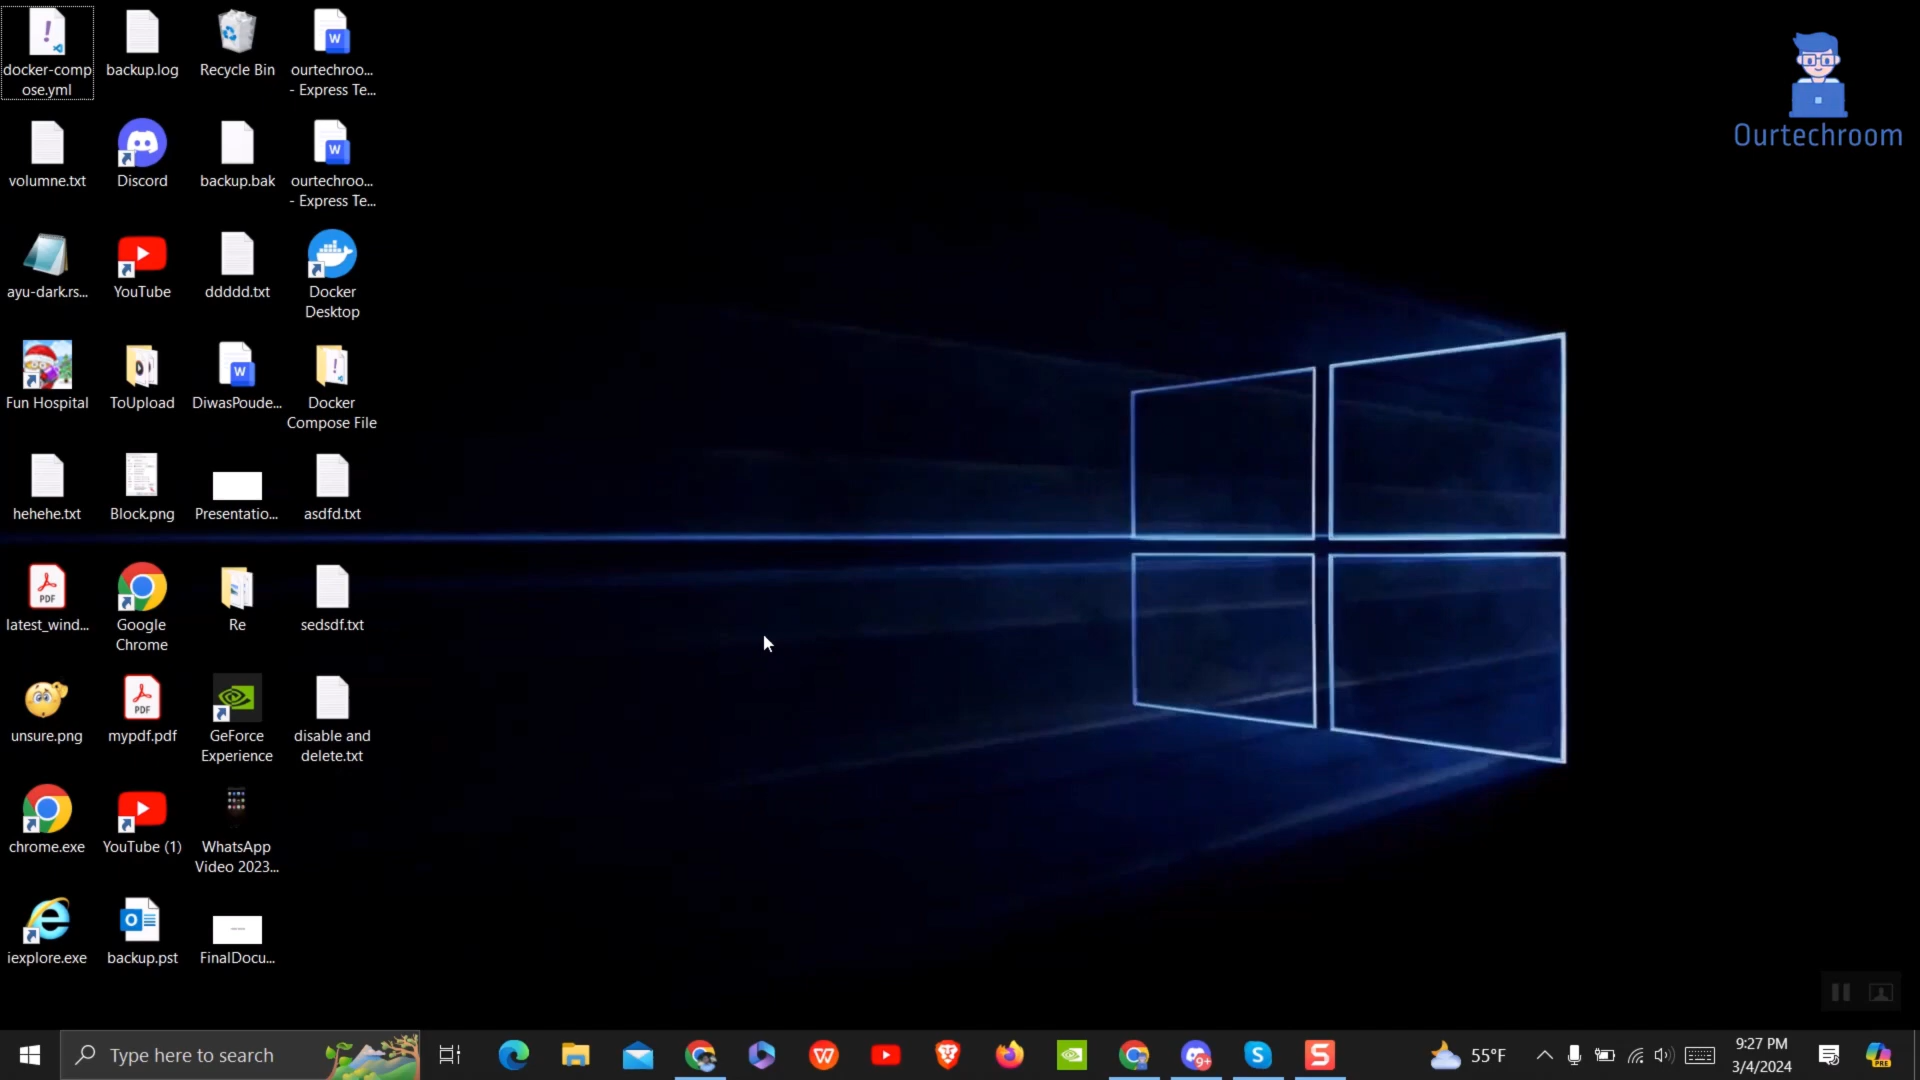 docker-comp
ose.yml
backup.log
Recycle Bin
ourtechroo...
- Express Te...
volumne.txt
Discord
backup.bak
ourtechroo...
- Express Te...
ayu-dark.rs...
YouTube
ddddd.txt
Docker
Desktop
Fun Hospital
ToUpload
DiwasPoude...
Docker
Compose File
hehehe.txt
Block.png
Presentatio...
asdfd.txt
latest_wind...
Google
Chrome
Re
sedsdf.txt
unsure.png
mypdf.pdf
GeForce
Experience
disable and
delete.txt
chrome.exe
YouTube (1)
WhatsApp
Video 2023...
iexplore.exe
backup.pst
FinalDocu...
Ourtechroom
Type here to search
55°F
9:27 PM
3/4/2024